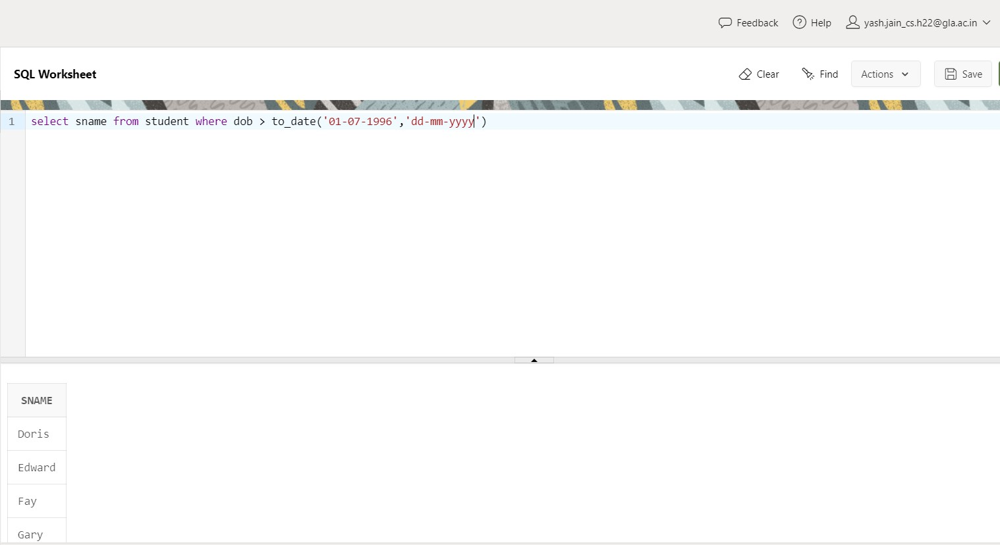 Feedback Help yash.jain_cs.h22@gla.ac.in
SQL Worksheet Clear Find Actions Save
1 select sname from student where dob > to_date('01-07-1996','dd-mm-yyyy')
SNAME
Doris
Edward
Fay
Gary